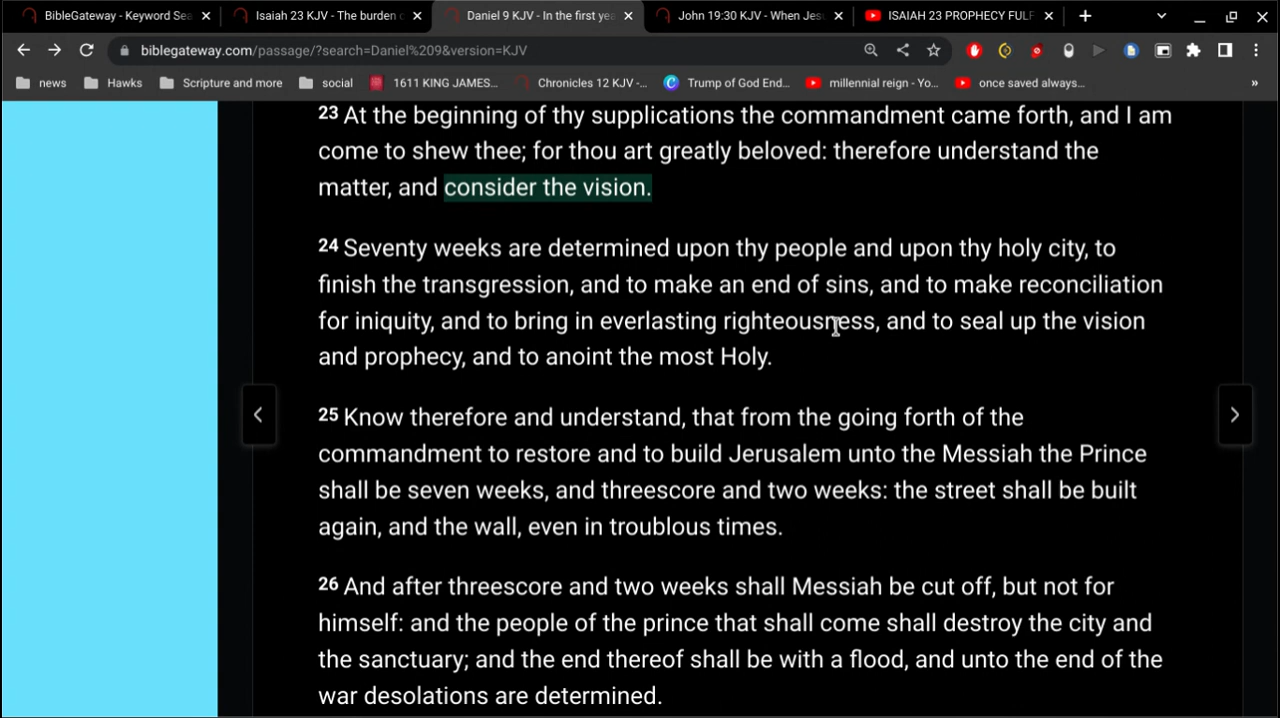 BibleGateway - Keyword Sea
Isaiah 23 KJV - The burden o
Daniel 9 KJV - In the first yea
John 19:30 KJV - When Jesu
ISAIAH 23 PROPHECY FULF
biblegateway.com/passage/?search=Daniel%209&version=KJV
news
Hawks
Scripture and more
social
1611 KING JAMES...
Chronicles 12 KJV -...
Trump of God End...
millennial reign - Yo...
once saved always...
23 At the beginning of thy supplications the commandment came forth, and I am
come to shew thee; for thou art greatly beloved: therefore understand the
matter, and consider the vision.
24 Seventy weeks are determined upon thy people and upon thy holy city, to
finish the transgression, and to make an end of sins, and to make reconciliation
for iniquity, and to bring in everlasting righteousness, and to seal up the vision
and prophecy, and to anoint the most Holy.
25 Know therefore and understand, that from the going forth of the
commandment to restore and to build Jerusalem unto the Messiah the Prince
shall be seven weeks, and threescore and two weeks: the street shall be built
again, and the wall, even in troublous times.
26 And after threescore and two weeks shall Messiah be cut off, but not for
himself: and the people of the prince that shall come shall destroy the city and
the sanctuary; and the end thereof shall be with a flood, and unto the end of the
war desolations are determined.